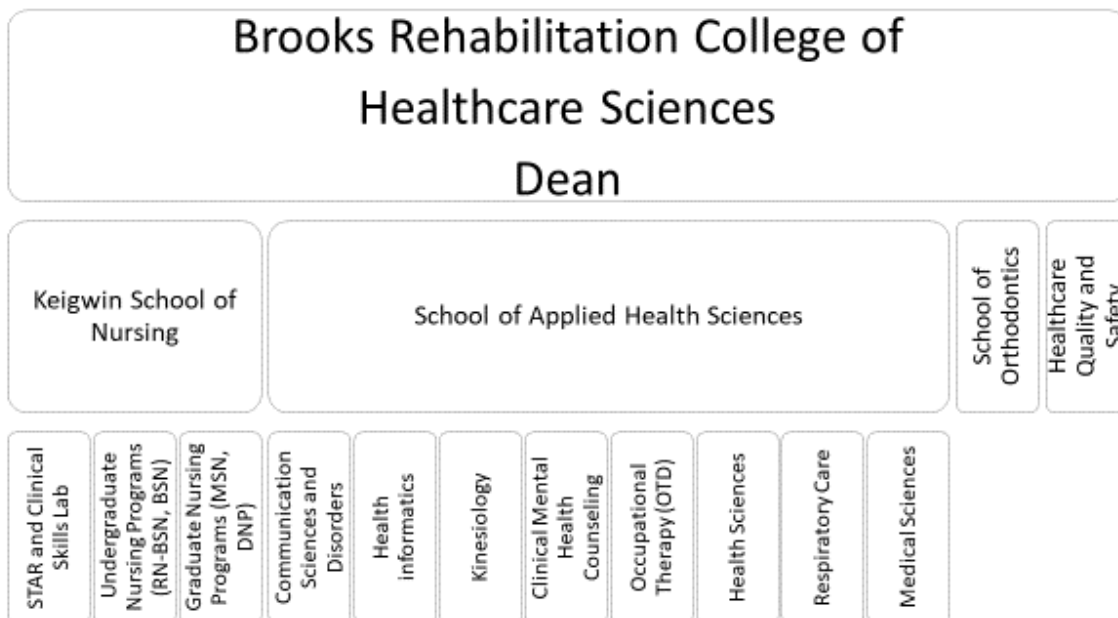 Brooks Rehabilitation College of
Healthcare Sciences
Dean
Keigwin School of
Nursing
School of Applied Health Sciences
School of
Orthodontics
Healthcare
Quality and
Safety
STAR and Clinical
Skills Lab
Undergraduate
Nursing Programs
(RN-BSN, BSN)
Graduate Nursing
Programs (MSN,
DNP)
Communication
Sciences and
Disorders
Health
informatics
Kinesiology
Clinical Mental
Health
Counseling
Occupational
Therapy (OTD)
Health Sciences
Respiratory Care
Medical Sciences